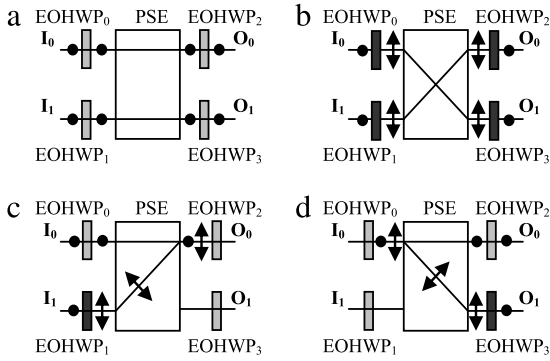 a
EOHWP₀ PSE EOHWP₂
I₀ O₀
I₁ O₁
EOHWP₁ EOHWP₃
b
EOHWP₀ PSE EOHWP₂
I₀ O₀
I₁ O₁
EOHWP₁ EOHWP₃
c
EOHWP₀ PSE EOHWP₂
I₀ O₀
I₁ O₁
EOHWP₁ EOHWP₃
d
EOHWP₀ PSE EOHWP₂
I₀ O₀
I₁ O₁
EOHWP₁ EOHWP₃